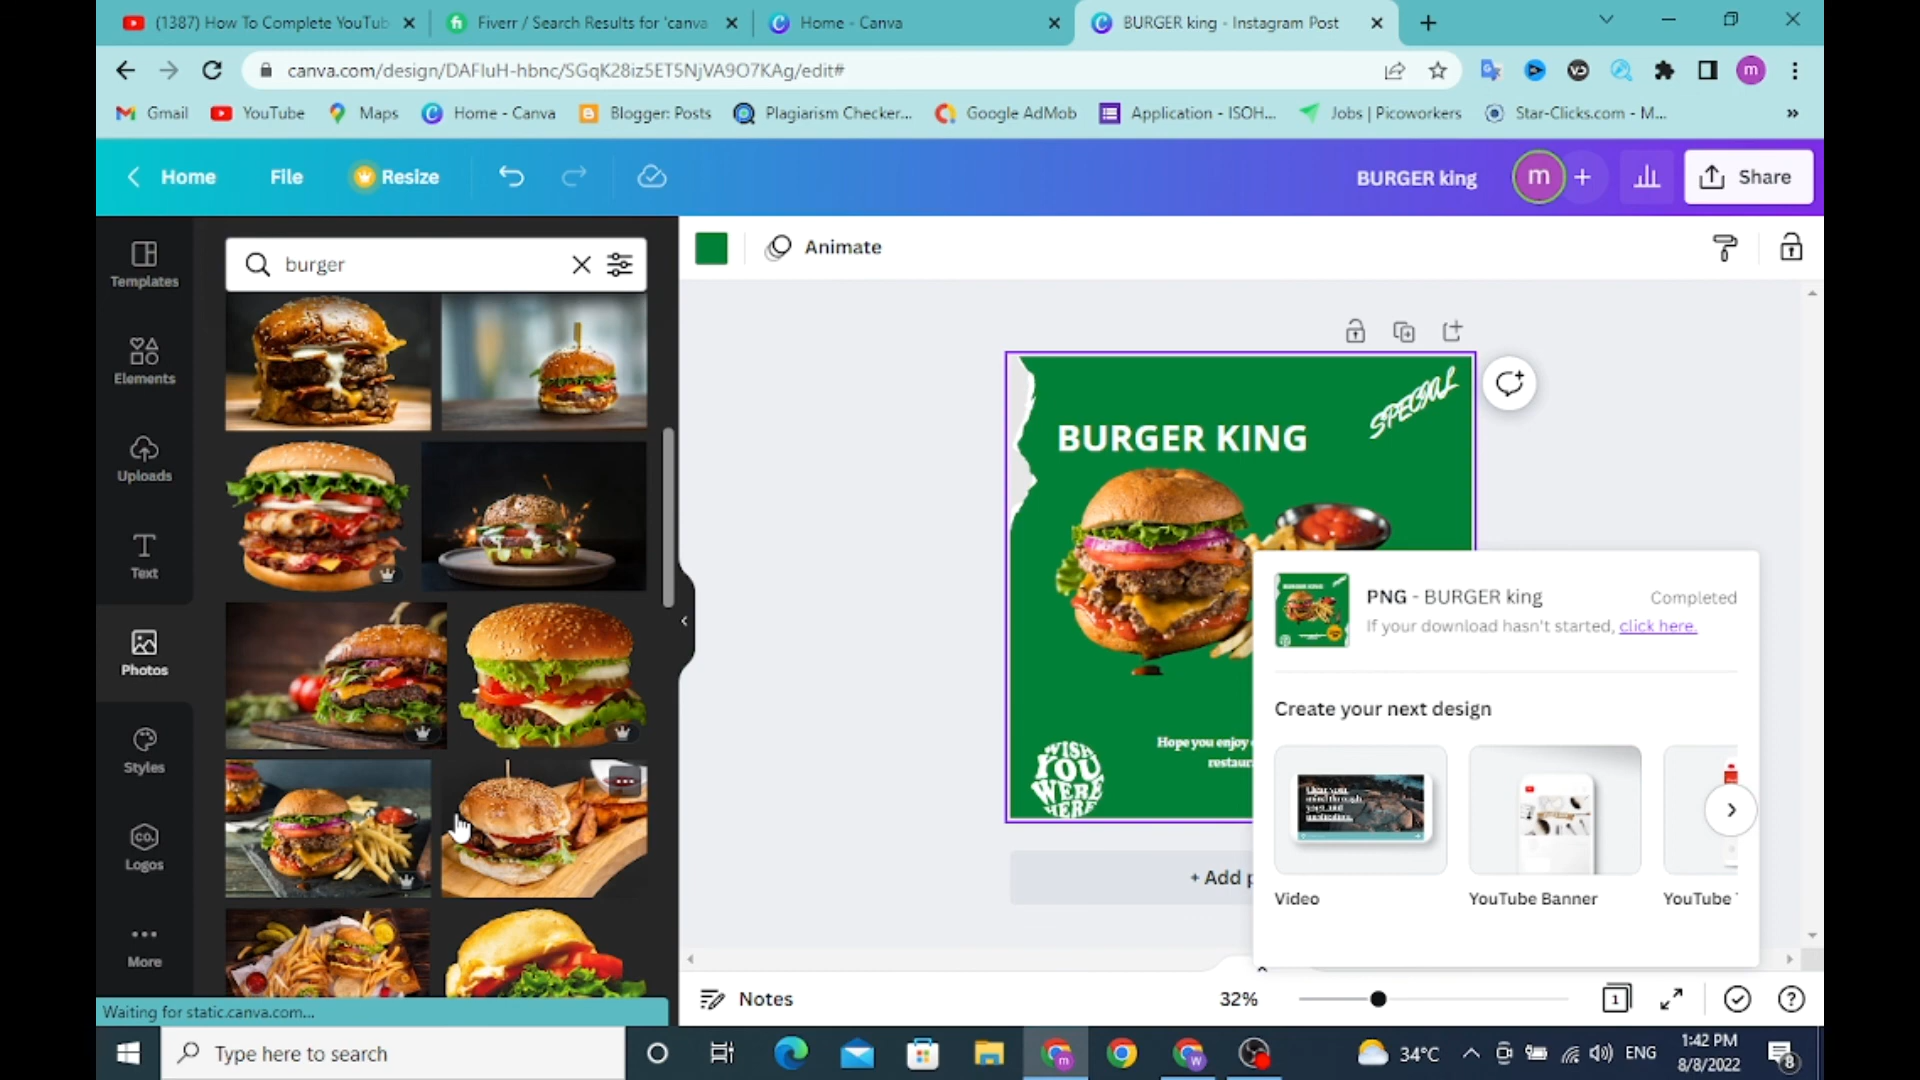 (1387) How To Complete YouTub
Fiverr / Search Results for 'canva
Home - Canva
BURGER king - Instagram Post
canva.com/design/DAFIuH-hbnc/SGqK28iz5ET5NjVA9O7KAg/edit#
m
Gmail
YouTube
Maps
Home - Canva
Blogger: Posts
Plagiarism Checker...
Google AdMob
Application - ISOH...
Jobs | Picoworkers
Star-Clicks.com - M...
»
Home
File
Resize
BURGER king
m
Share
Templates
Elements
Uploads
Text
Photos
Styles
CO.
Logos
More
burger
Animate
SPECIAL
BURGER KING
Hope you enjoy
restaur
WISH
YOU
WERE
HERE
+ Add p
PNG - BURGER king
Completed
If your download hasn't started, click here.
Create your next design
Video
YouTube Banner
YouTube
Notes
32%
1
Waiting for static.canva.com...
Type here to search
34°C
ENG
1:42 PM
8/8/2022
8